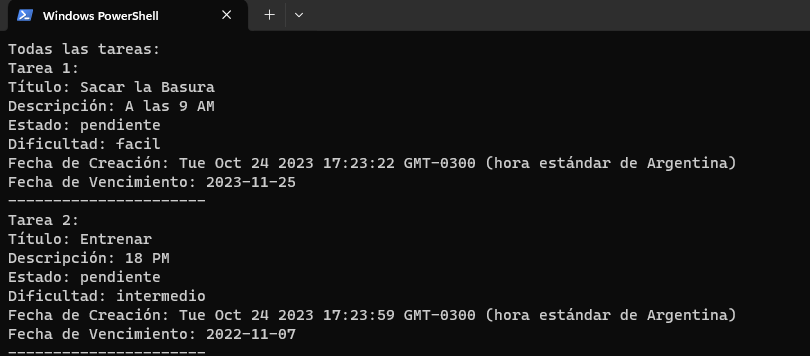 Windows PowerShell
Todas las tareas:
Tarea 1:
Título: Sacar la Basura
Descripción: A las 9 AM
Estado: pendiente
Dificultad: facil
Fecha de Creación: Tue Oct 24 2023 17:23:22 GMT-0300 (hora estándar de Argentina)
Fecha de Vencimiento: 2023-11-25
----------------------
Tarea 2:
Título: Entrenar
Descripción: 18 PM
Estado: pendiente
Dificultad: intermedio
Fecha de Creación: Tue Oct 24 2023 17:23:59 GMT-0300 (hora estándar de Argentina)
Fecha de Vencimiento: 2022-11-07
----------------------